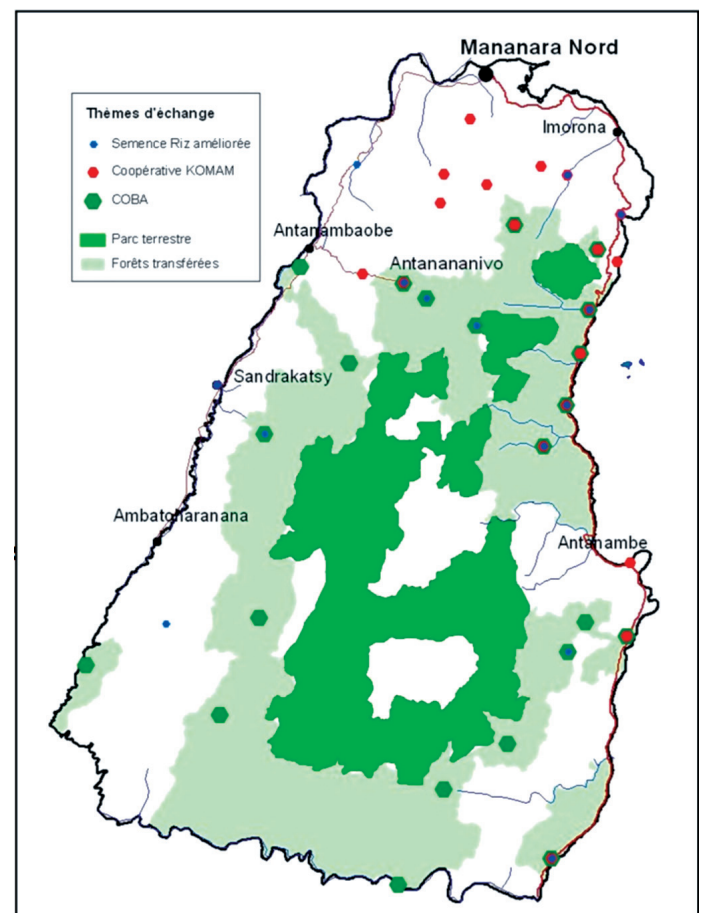 Mananara Nord
Thèmes d'échange
Semence Riz améliorée
Coopérative KOMAM
COBA
Parc terrestre
Forêts transférées
Imorona
Antanambaobe
Antanananivo
Sandrakatsy
Ambatoharanana
Antanambe